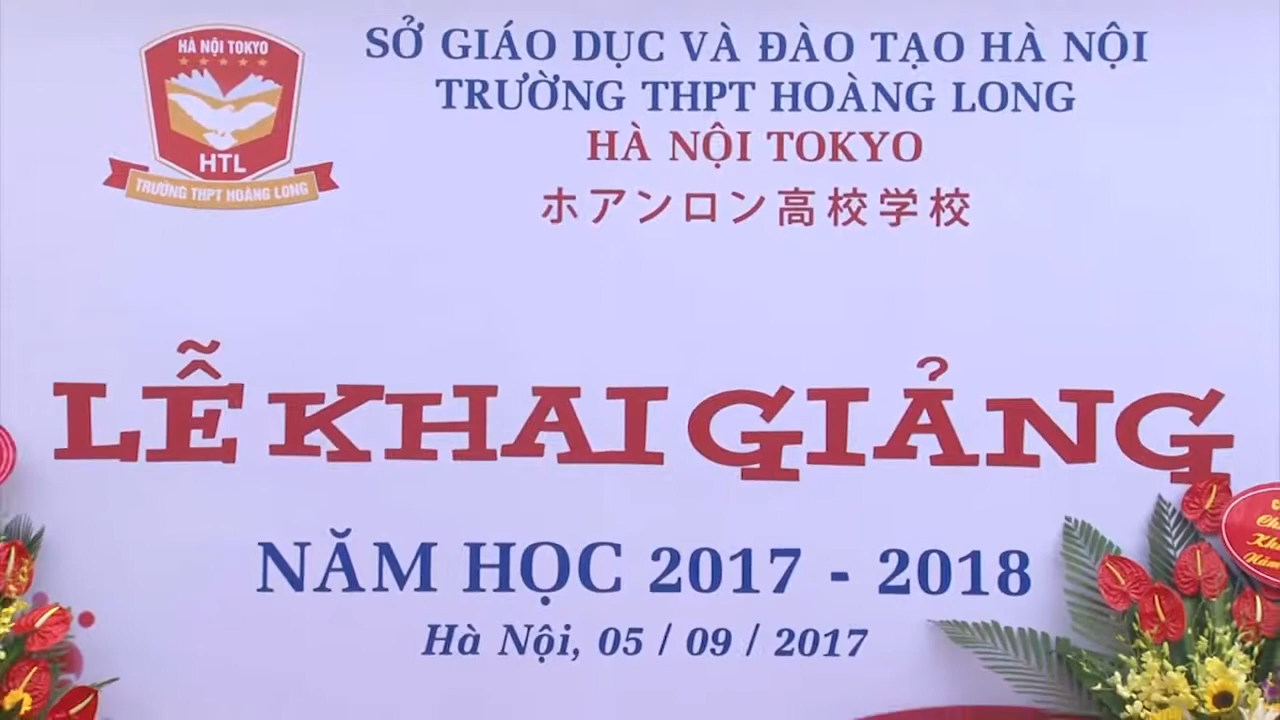 HÀ NỘI TOKYO
HTL
TRƯỜNG THPT HOÀNG LONG
SỞ GIÁO DỤC VÀ ĐÀO TẠO HÀ NỘI
TRƯỜNG THPT HOÀNG LONG
HÀ NỘI TOKYO
ホアンロン高校学校
LỄ KHAI GIẢNG
NĂM HỌC 2017 - 2018
Hà Nội, 05 / 09 / 2017